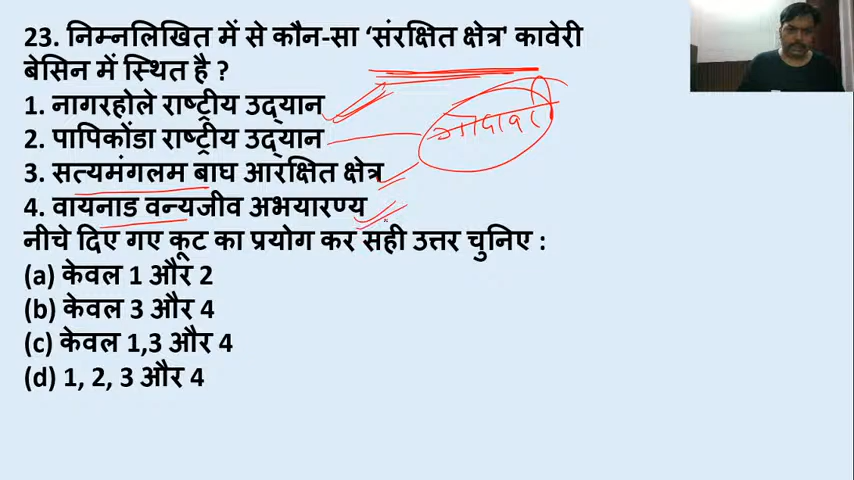 23. निम्नलिखित में से कौन-सा ‘संरक्षित क्षेत्र' कावेरी
बेसिन में स्थित है ?
1. नागरहोले राष्ट्रीय उद्यान
2. पापिकोंडा राष्ट्रीय उद्यान
गोदावरी
3. सत्यमंगलम बाघ आरक्षित क्षेत्र
4. वायनाड वन्यजीव अभयारण्य
नीचे दिए गए कूट का प्रयोग कर सही उत्तर चुनिए :
(a) केवल 1 और 2
(b) केवल 3 और 4
(c) केवल 1,3 और 4
(d) 1, 2, 3 और 4